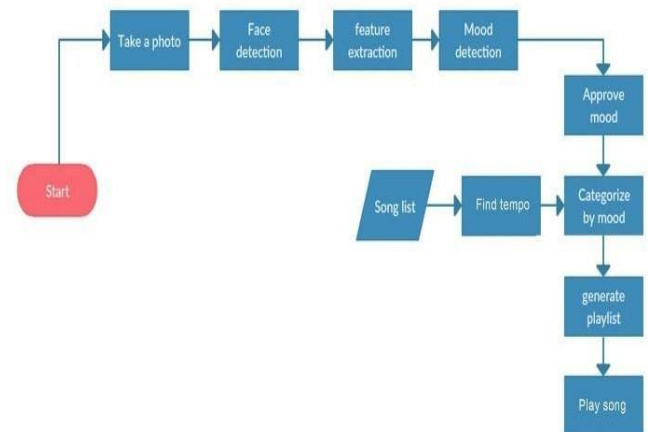 Start
Take a photo
Face
detection
feature
extraction
Mood
detection
Approve
mood
Song list
Find tempo
Categorize
by mood
generate
playlist
Play song